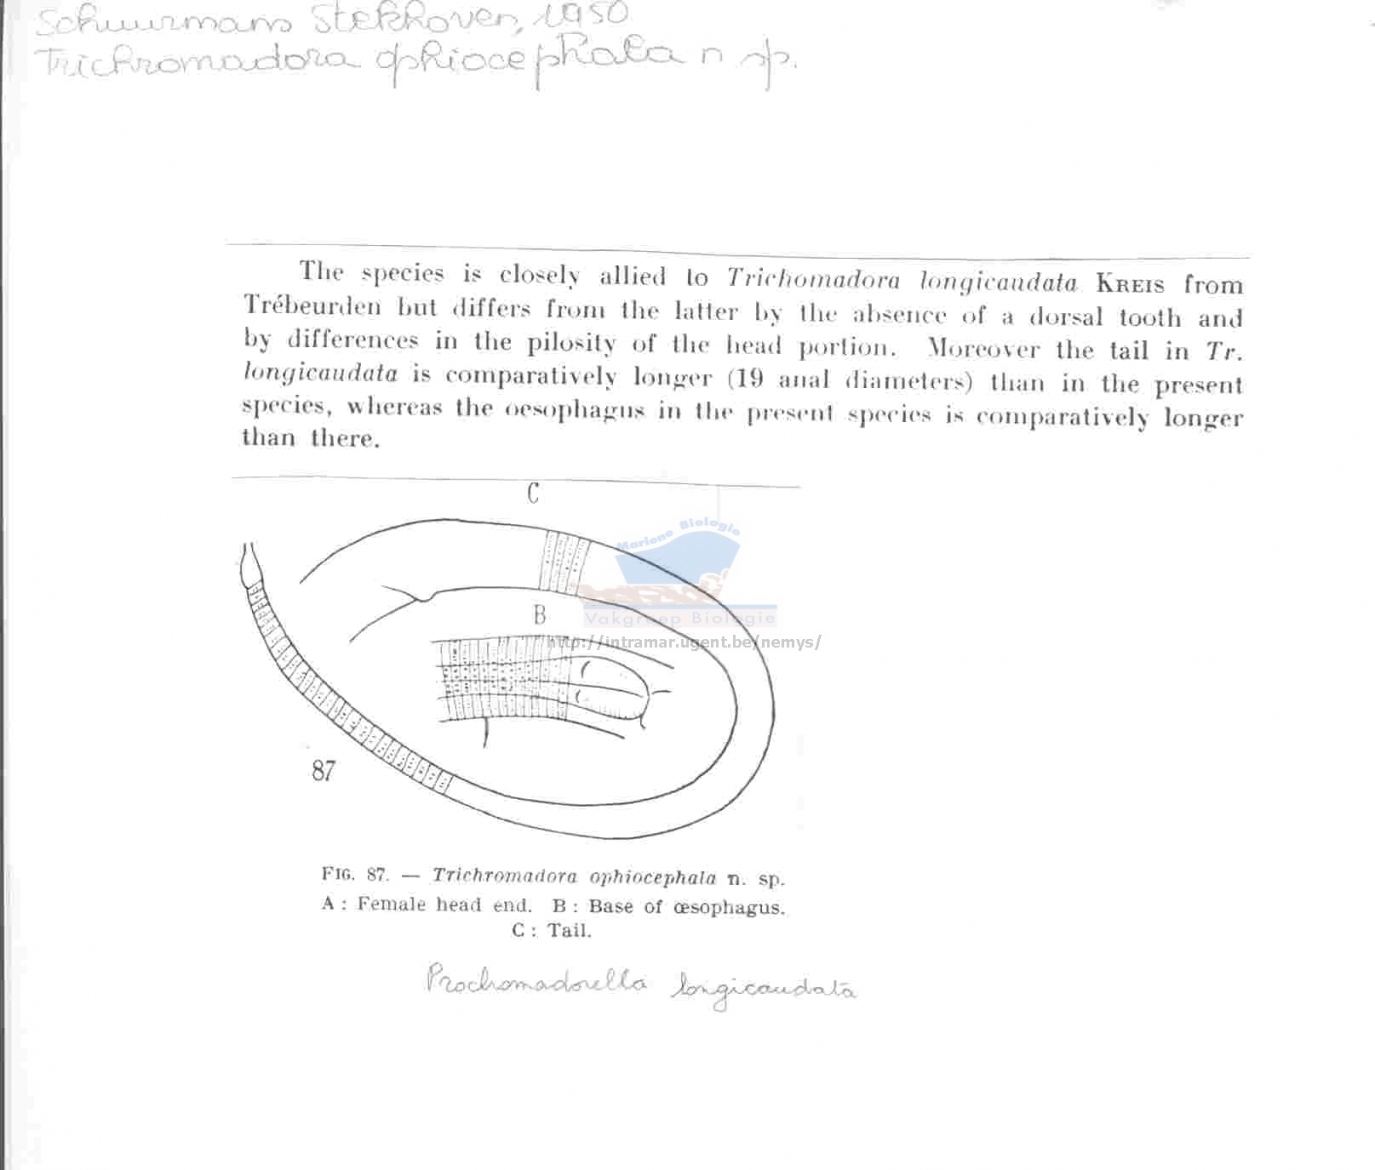 Schuurmans Stekhoven, 1950
Trichromadora ophiocephala n sp.
The species is closely allied to Trichomadora longicaudata KREIS from
Trébeurden but differs from the latter by the absence of a dorsal tooth and
by differences in the pilosity of the head portion. Moreover the tail in Tr.
longicaudata is comparatively longer (19 anal diameters) than in the present
species, whereas the oesophagus in the present species is comparatively longer
than there.
C
Mariene Biologie
B
Vakgroep Biologie
http://intramar.ugent.be/nemys/
87
FIG. 87. — Trichromadora ophiocephala n. sp.
A : Female head end. B : Base of œsophagus.
C : Tail.
Prochromadorella longicaudata